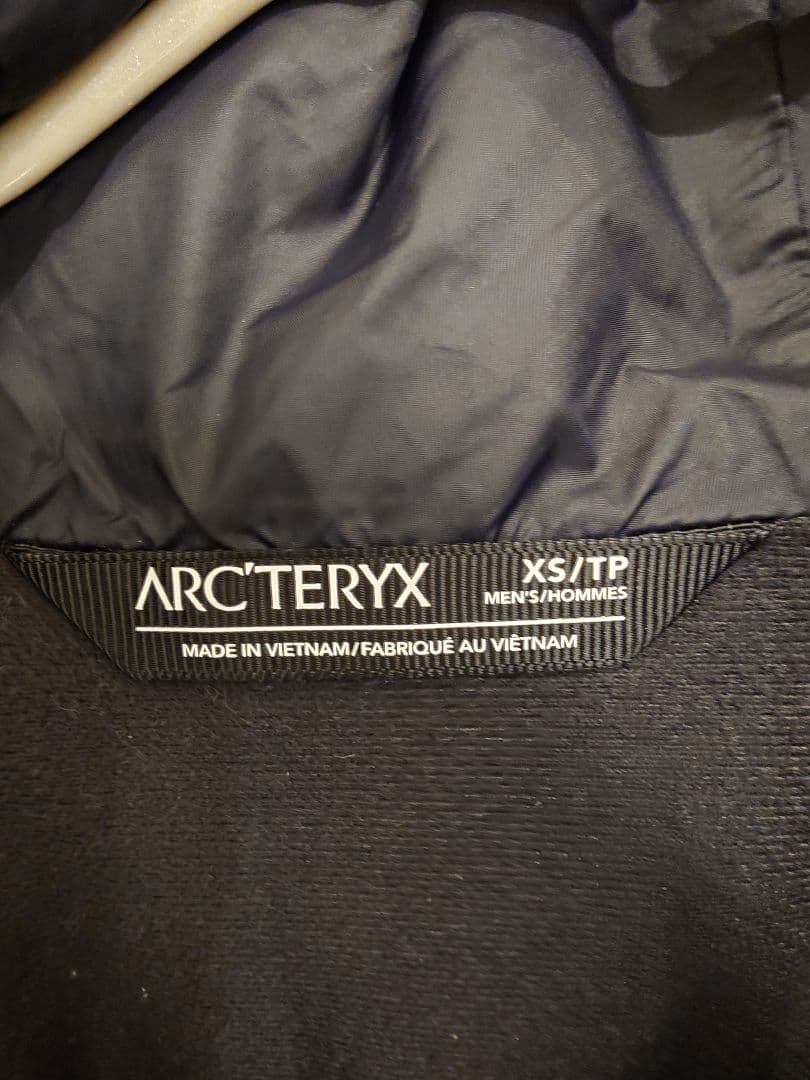 ARC'TERYX
XS/TP
MEN'S/HOMMES
MADE IN VIETNAM/FABRIQUÉ AU VIÊTNAM